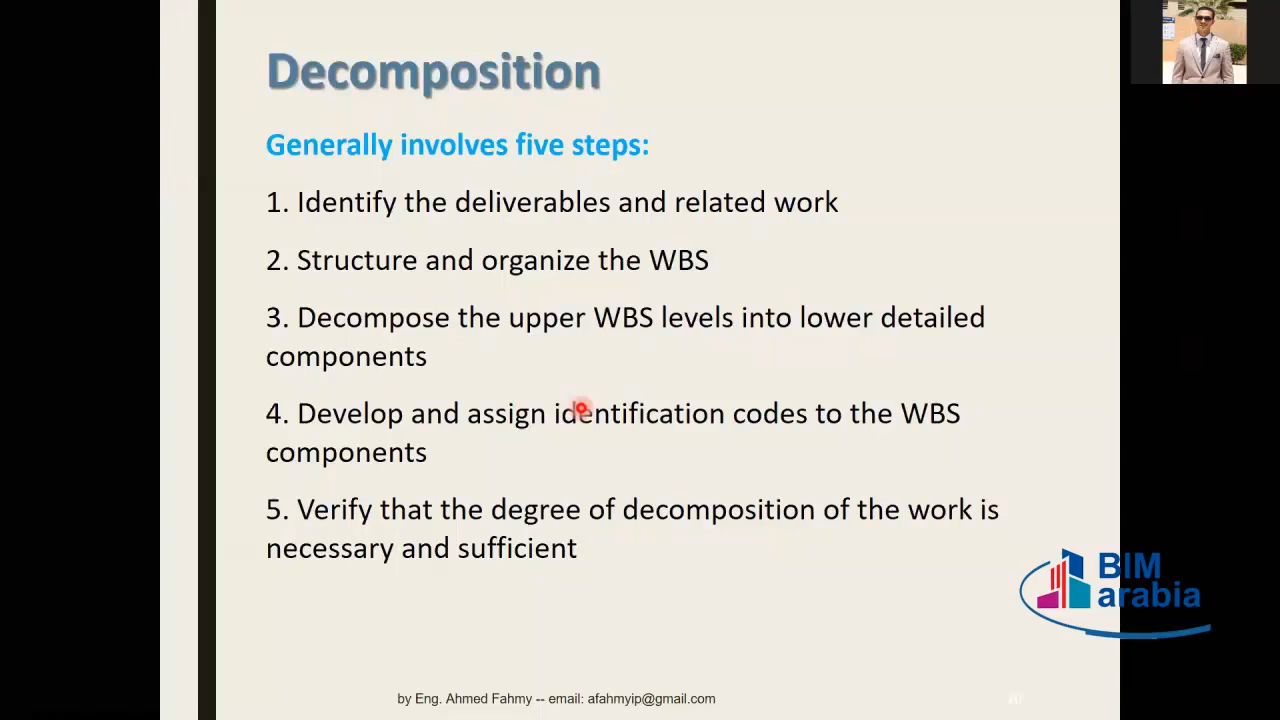 Decomposition
Generally involves five steps:
1. Identify the deliverables and related work
2. Structure and organize the WBS
3. Decompose the upper WBS levels into lower detailed
components
4. Develop and assign identification codes to the WBS
components
5. Verify that the degree of decomposition of the work is
necessary and sufficient
BIM
arabia
by Eng. Ahmed Fahmy -- email: afahmyip@gmail.com